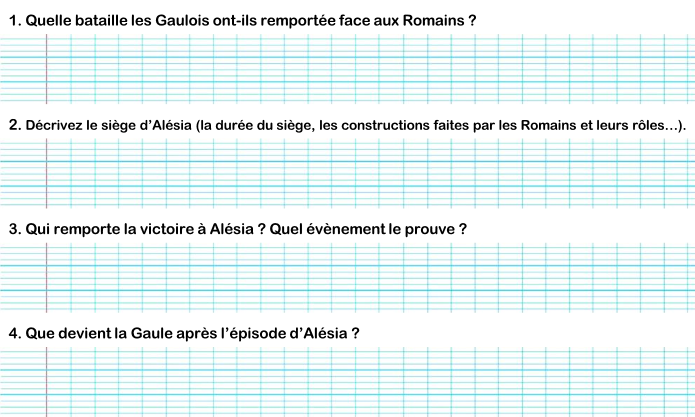 1. Quelle bataille les Gaulois ont-ils remportée face aux Romains ?
2. Décrivez le siège d'Alésia (la durée du siège, les constructions faites par les Romains et leurs rôles...).
3. Qui remporte la victoire à Alésia ? Quel évènement le prouve ?
4. Que devient la Gaule après l'épisode d'Alésia ?